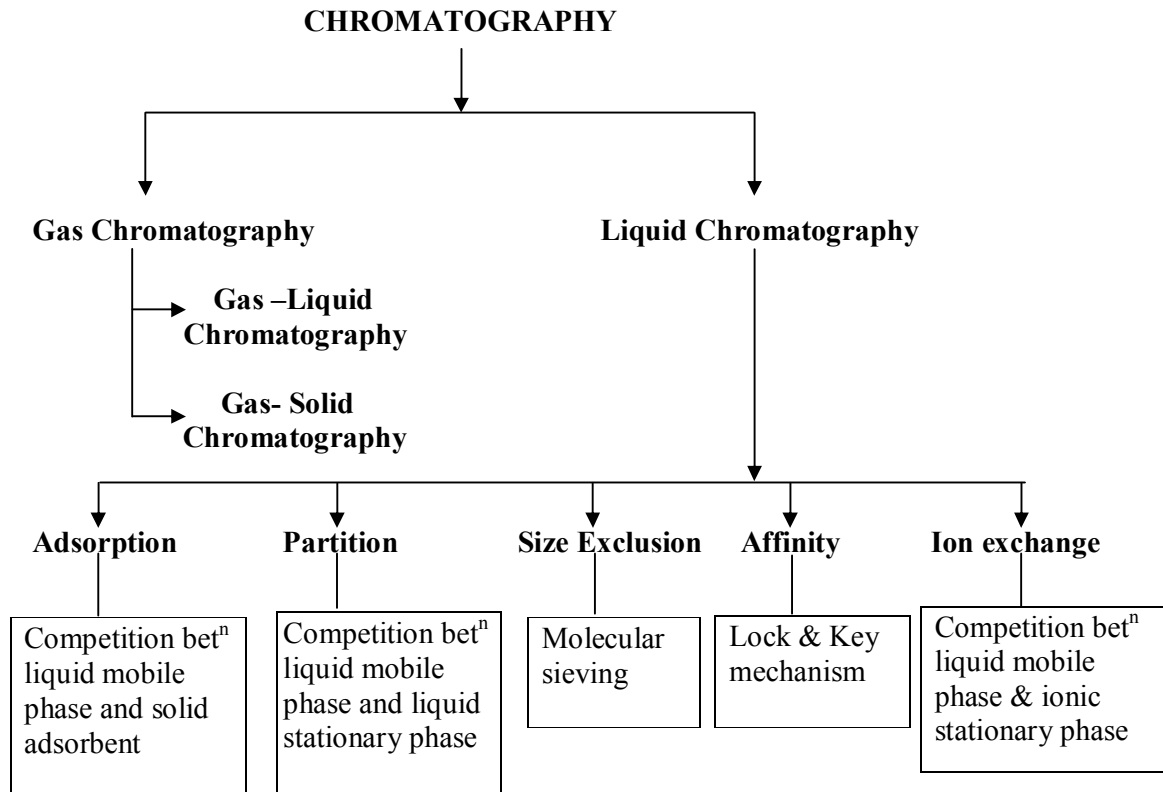 CHROMATOGRAPHY
Gas Chromatography
Liquid Chromatography
Gas –Liquid
Chromatography
Gas- Solid
Chromatography
Adsorption
Partition
Size Exclusion
Affinity
Ion exchange
Competition betⁿ
liquid mobile
phase and solid
adsorbent
Competition betⁿ
liquid mobile
phase and liquid
stationary phase
Molecular
sieving
Lock & Key
mechanism
Competition betⁿ
liquid mobile
phase & ionic
stationary phase